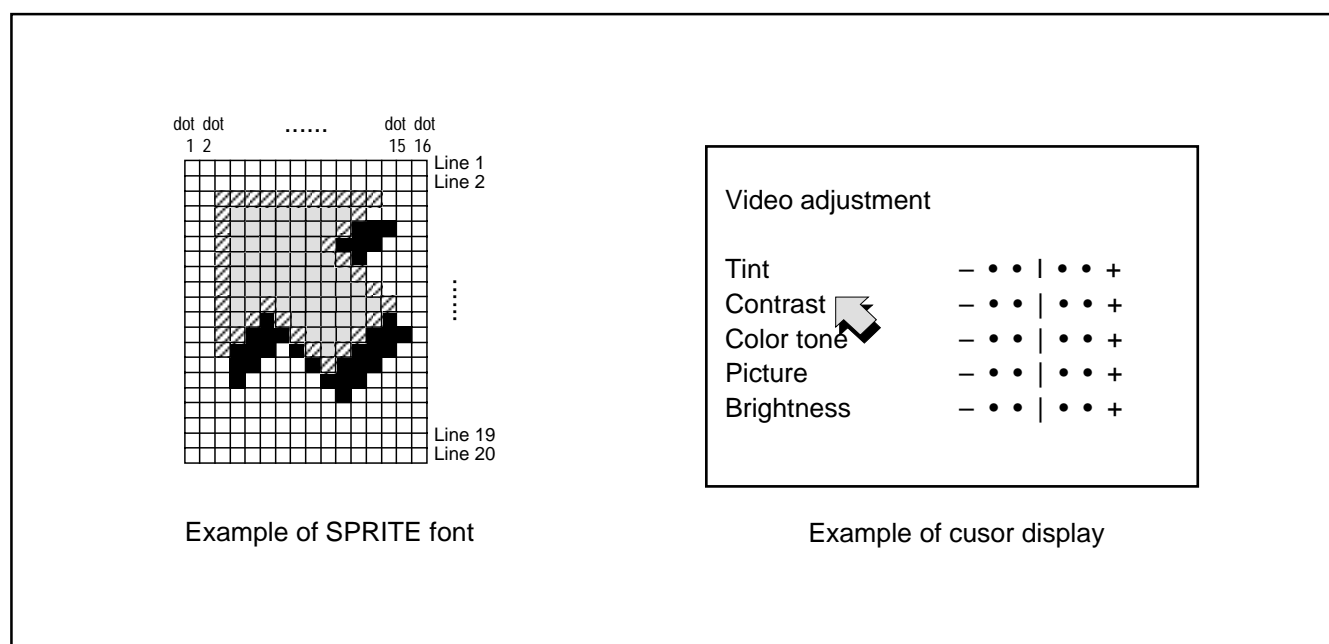 dot dot ...... dot dot
1 2 15 16
Line 1
Line 2
......
Line 19
Line 20
Example of SPRITE font
Video adjustment
Tint – • • | • • +
Contrast – • • | • • +
Color tone – • • | • • +
Picture – • • | • • +
Brightness – • • | • • +
Example of cusor display